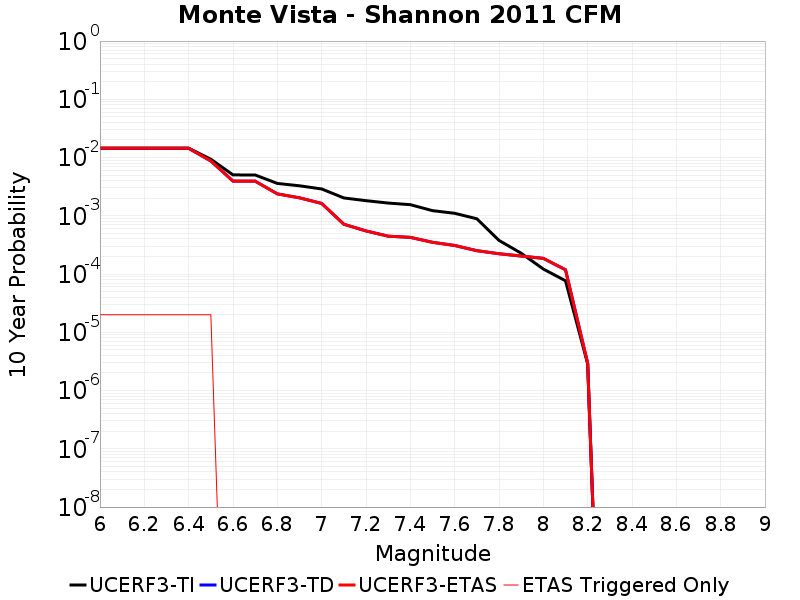 Monte Vista - Shannon 2011 CFM
10 Year Probability
10^0
10^-1
10^-2
10^-3
10^-4
10^-5
10^-6
10^-7
10^-8
6 6.2 6.4 6.6 6.8 7 7.2 7.4 7.6 7.8 8 8.2 8.4 8.6 8.8 9
Magnitude
UCERF3-TI UCERF3-TD UCERF3-ETAS ETAS Triggered Only